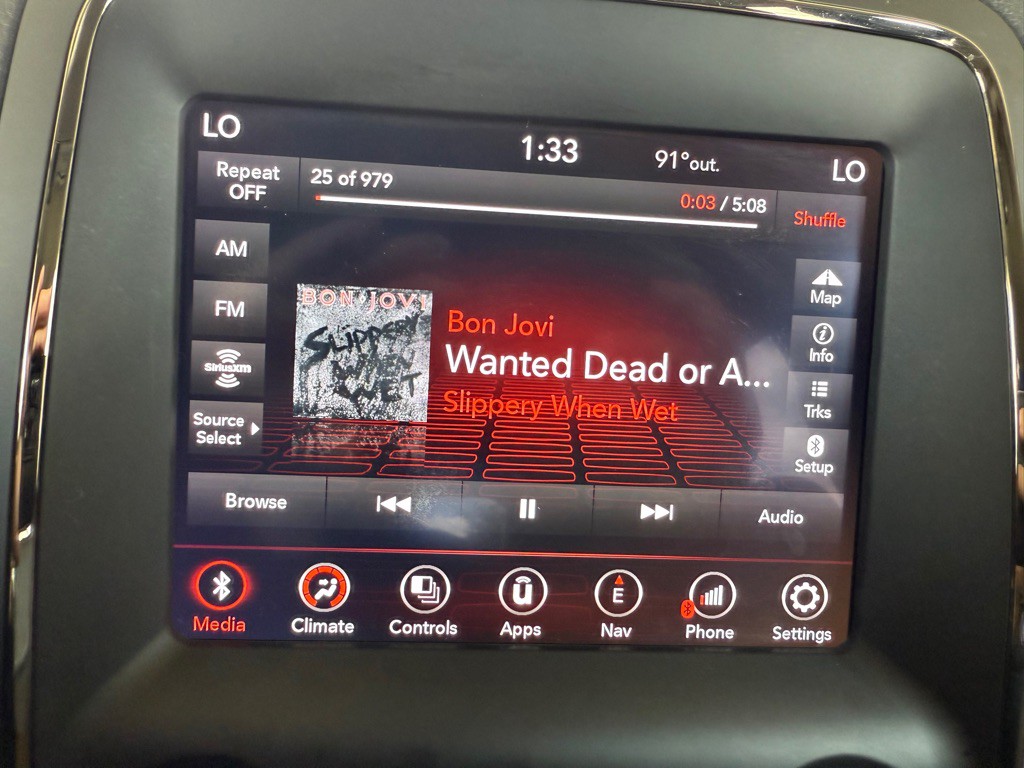 LO
1:33
91°out.
LO
Repeat
OFF
25 of 979
0:03 / 5:08
Shuffle
AM
FM
SiriusXM
Source
Select
BON JOVI
Slippery
When
Wet
Bon Jovi
Wanted Dead or A...
Slippery When Wet
Map
Info
Trks
Setup
Browse
Audio
Media
Climate
Controls
u
Apps
E
Nav
Phone
Settings